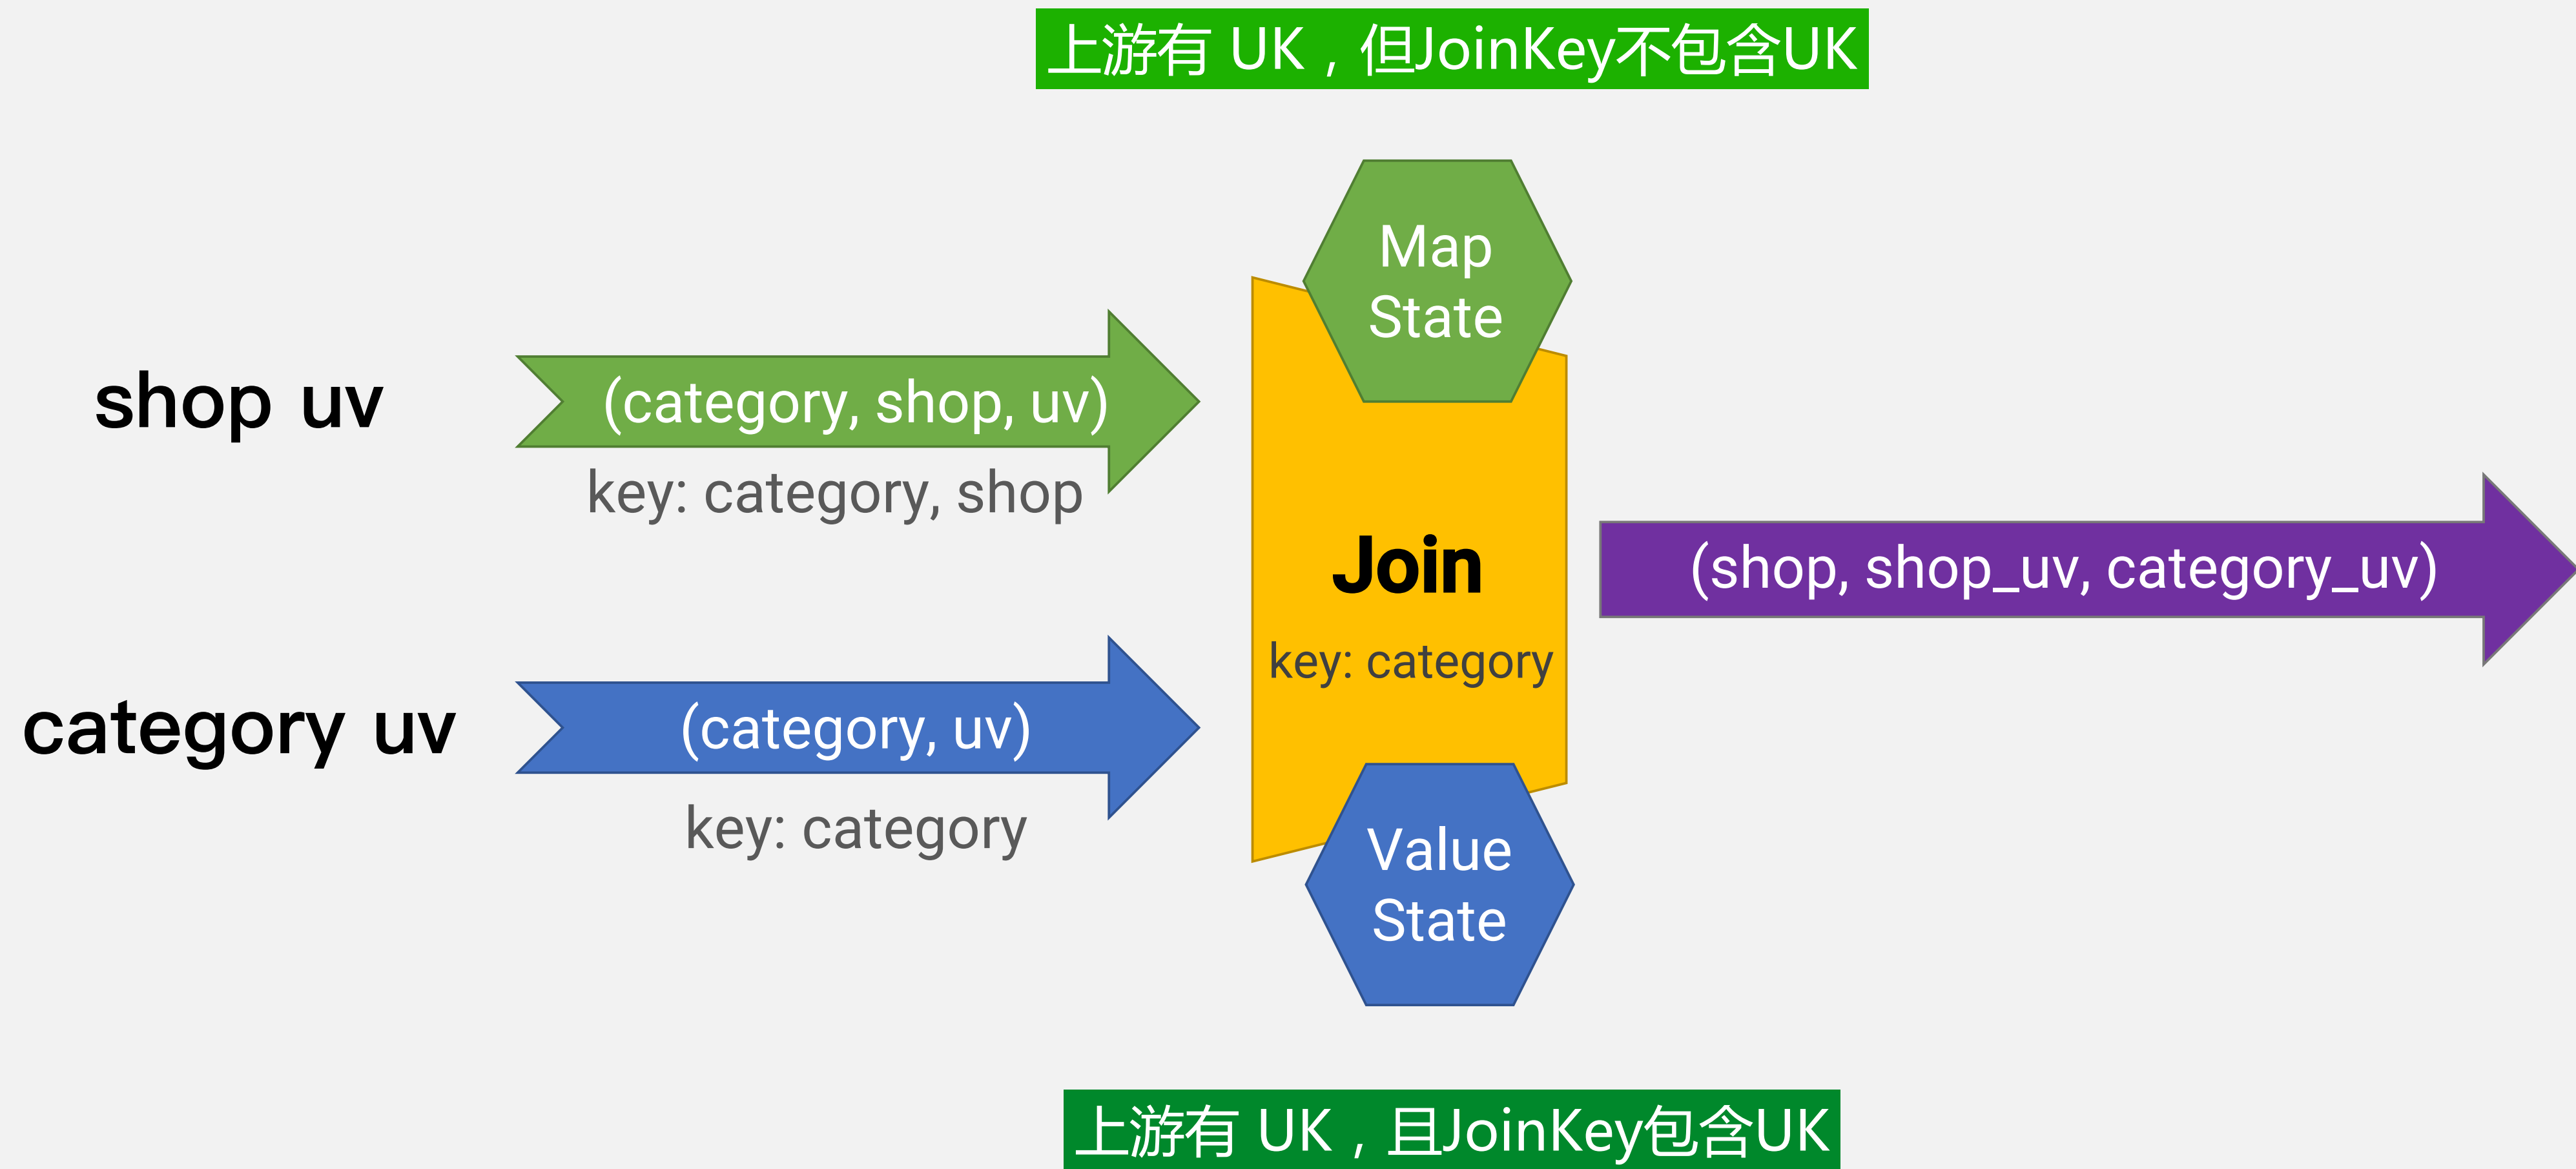 上游有 UK，但JoinKey不包含UK
Map
State
shop uv
(category, shop, uv)
key: category, shop
Join
key: category
(shop, shop_uv, category_uv)
category uv
(category, uv)
key: category
Value
State
上游有 UK，且JoinKey包含UK